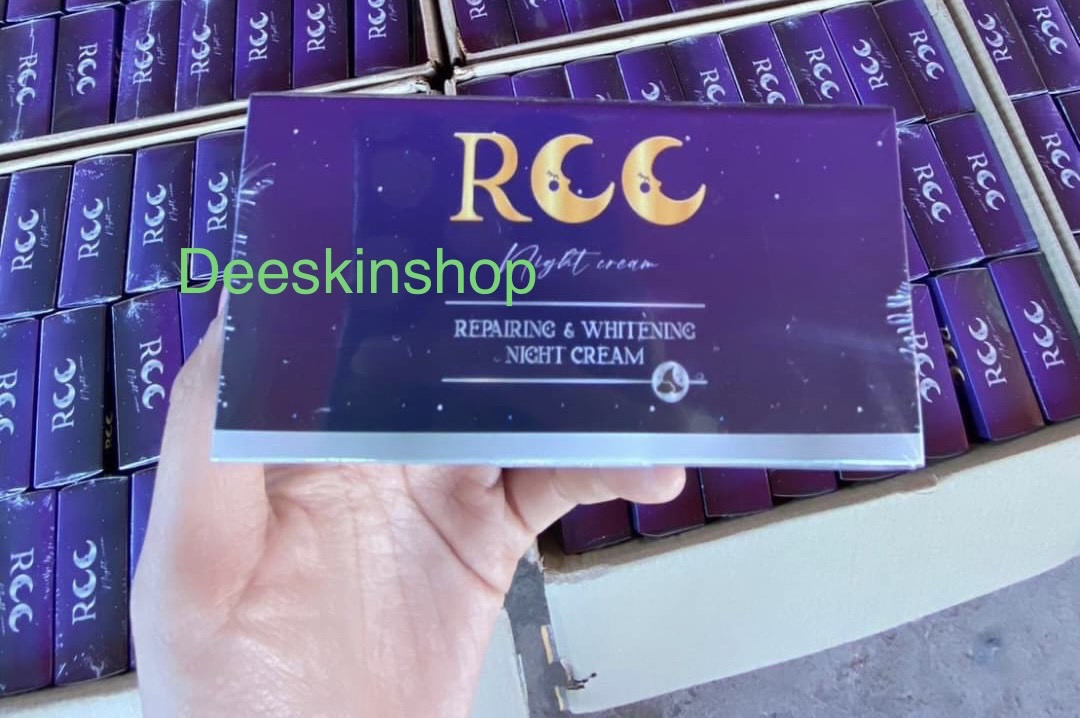 RCC
Night cream
Deeskinshop
REPAIRING & WHITENING
NIGHT CREAM